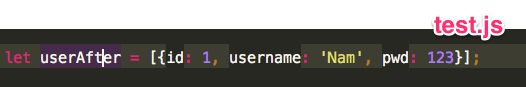 test.js
let userAfter = [{id: 1, username: 'Nam', pwd: 123}];